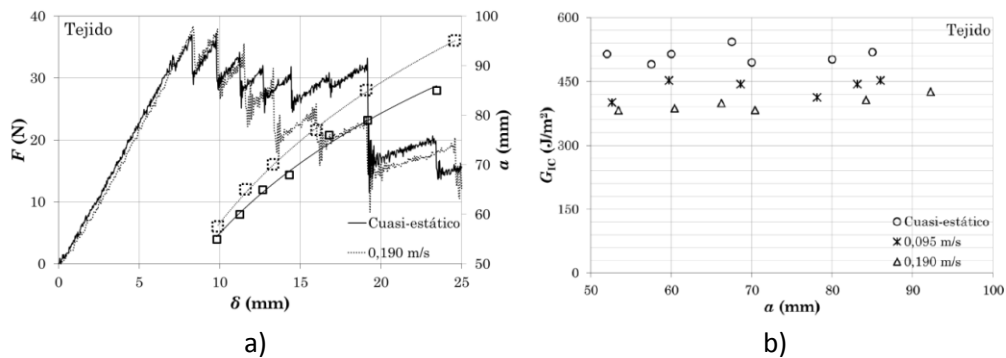 Tejido
40
30
20
10
0
F (N)
0 5 10 15 20 25
δ (mm)
100
90
80
70
60
50
a (mm)
Cuasi-estático
0,190 m/s
a)
Tejido
600
450
300
150
0
G_IC (J/m²)
50 60 70 80 90 100
a (mm)
Cuasi-estático
0,095 m/s
0,190 m/s
b)